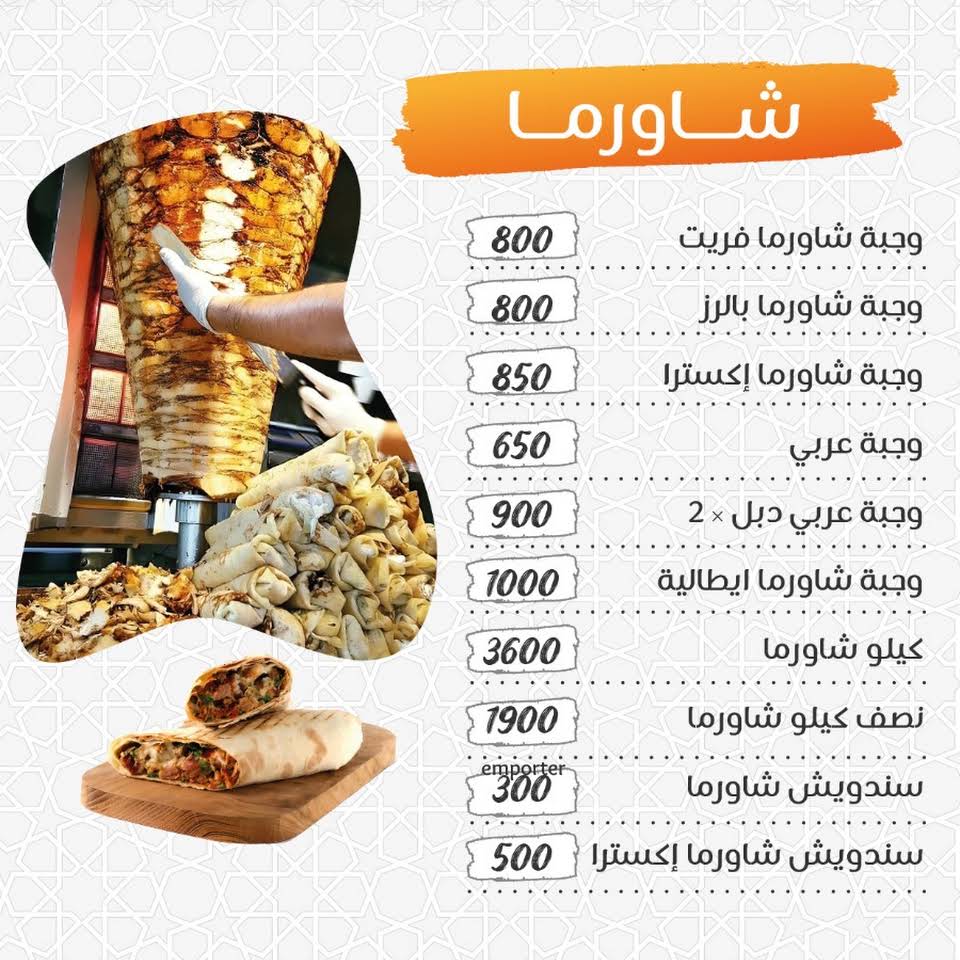 شـاورمـا
وجبة شاورما فريت 800
وجبة شاورما بالرز 800
وجبة شاورما إكسترا 850
وجبة عربي 650
وجبة عربي دبل × 2 900
وجبة شاورما ايطالية 1000
كيلو شاورما 3600
نصف كيلو شاورما 1900
emporter
سندويش شاورما 300
سندويش شاورما إكسترا 500